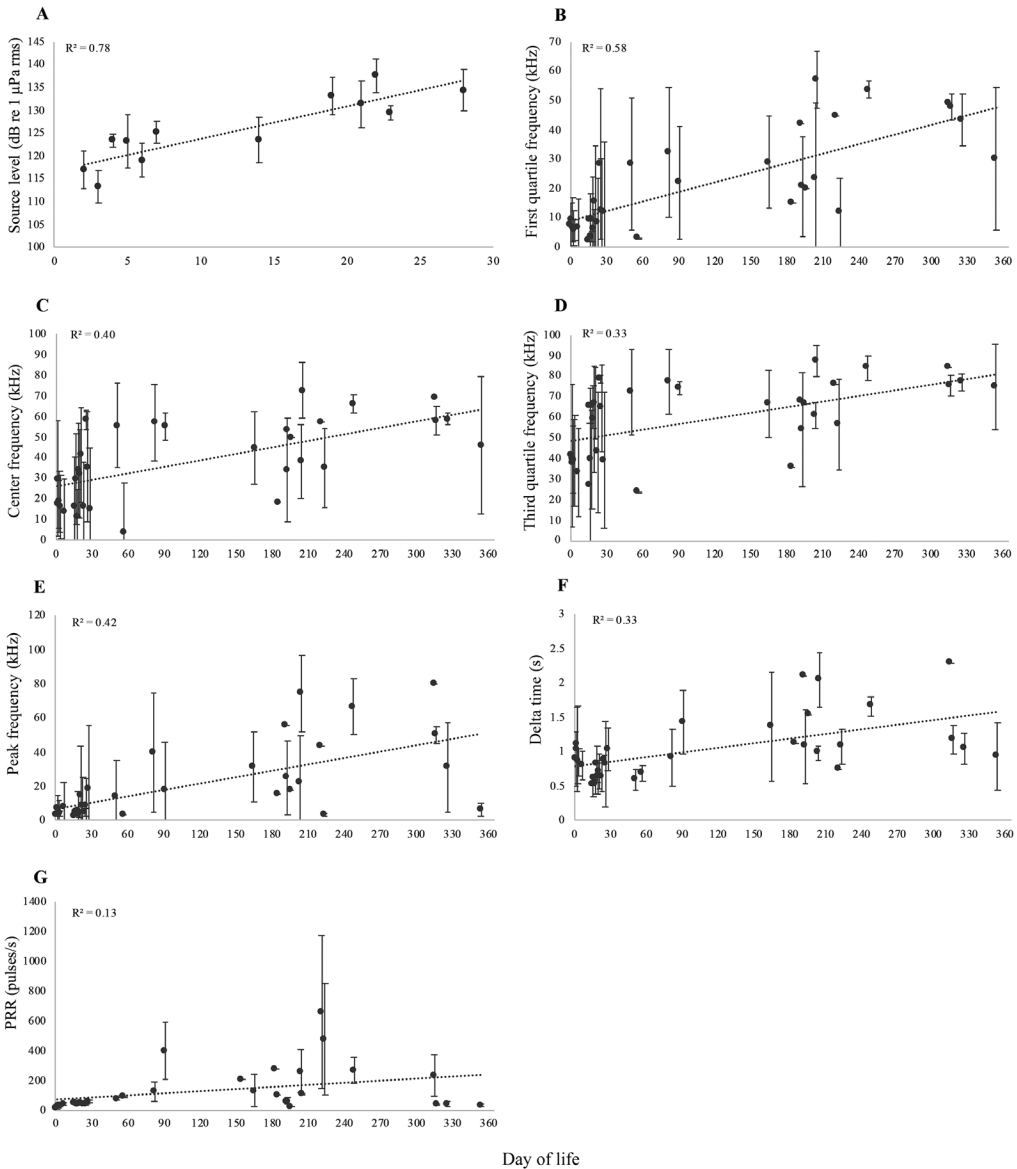 A
R² = 0.78
Source level (dB re 1 μPa rms)
145
140
135
130
125
120
115
110
105
100
0 5 10 15 20 25 30
B
R² = 0.58
First quartile frequency (kHz)
70
60
50
40
30
20
10
0
0 30 60 90 120 150 180 210 240 270 300 330 360
C
R² = 0.40
Center frequency (kHz)
100
90
80
70
60
50
40
30
20
10
0
0 30 60 90 120 150 180 210 240 270 300 330 360
D
R² = 0.33
Third quartile frequency (kHz)
100
90
80
70
60
50
40
30
20
10
0
0 30 60 90 120 150 180 210 240 270 300 330 360
E
R² = 0.42
Peak frequency (kHz)
120
100
80
60
40
20
0
0 30 60 90 120 150 180 210 240 270 300 330 360
F
R² = 0.33
Delta time (s)
3
2.5
2
1.5
1
0.5
0
0 30 60 90 120 150 180 210 240 270 300 330 360
G
R² = 0.13
PRR (pulses/s)
1400
1200
1000
800
600
400
200
0
0 30 60 90 120 150 180 210 240 270 300 330 360
Day of life